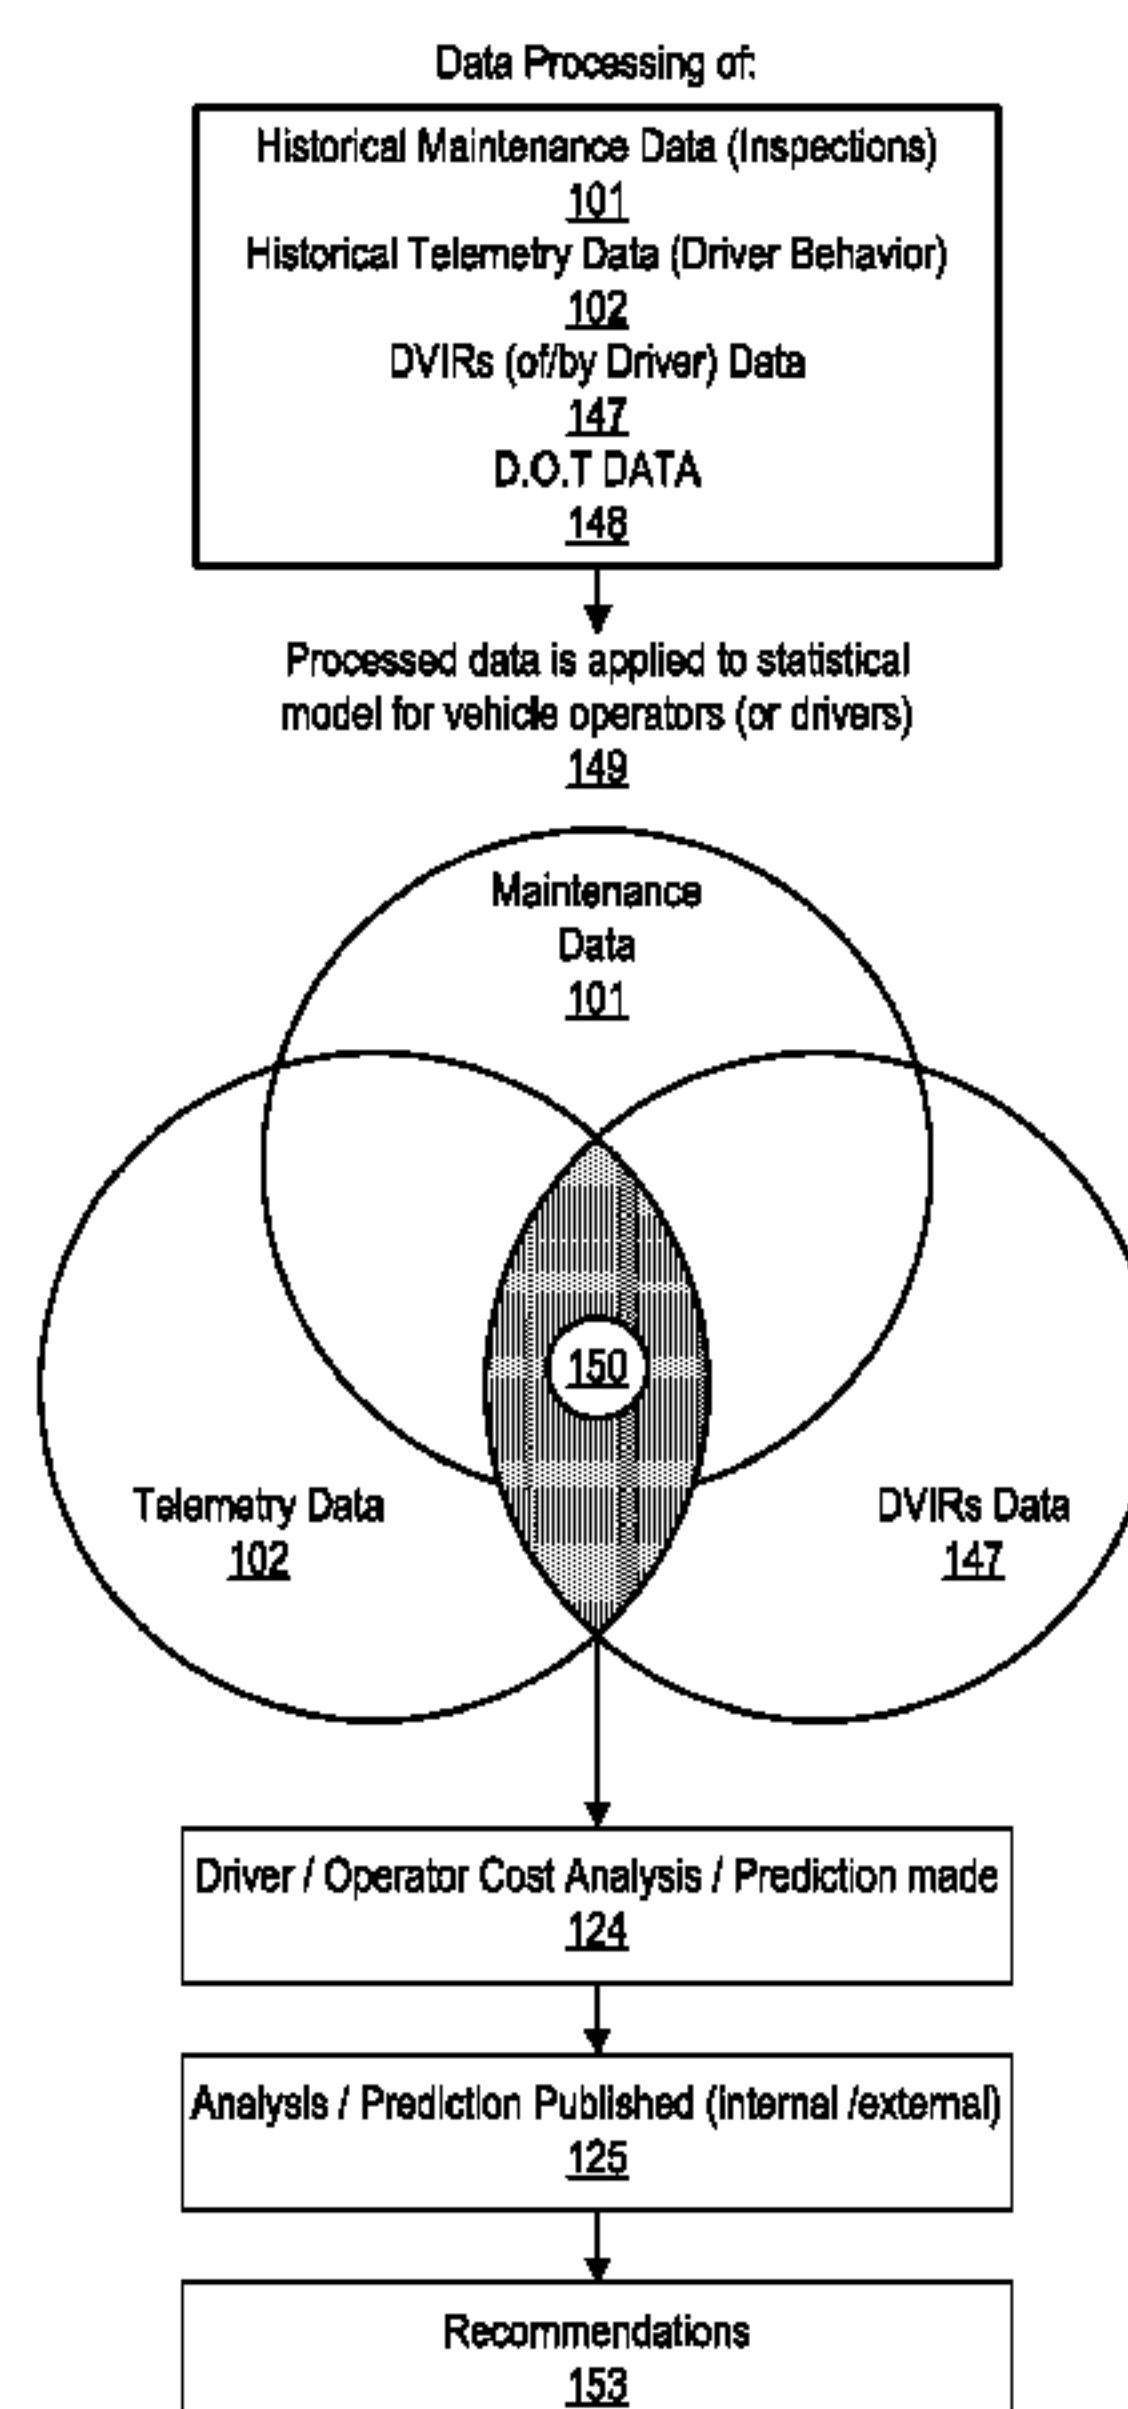 Data Processing of:
Historical Maintenance Data (Inspections)
101
Historical Telemetry Data (Driver Behavior)
102
DVIRs (of/by Driver) Data
147
D.O.T DATA
148
Processed data is applied to statistical
model for vehicle operators (or drivers)
149
Maintenance
Data
101
150
Telemetry Data
102
DVIRs Data
147
Driver / Operator Cost Analysis / Prediction made
124
Analysis / Prediction Published (internal /external)
125
Recommendations
153